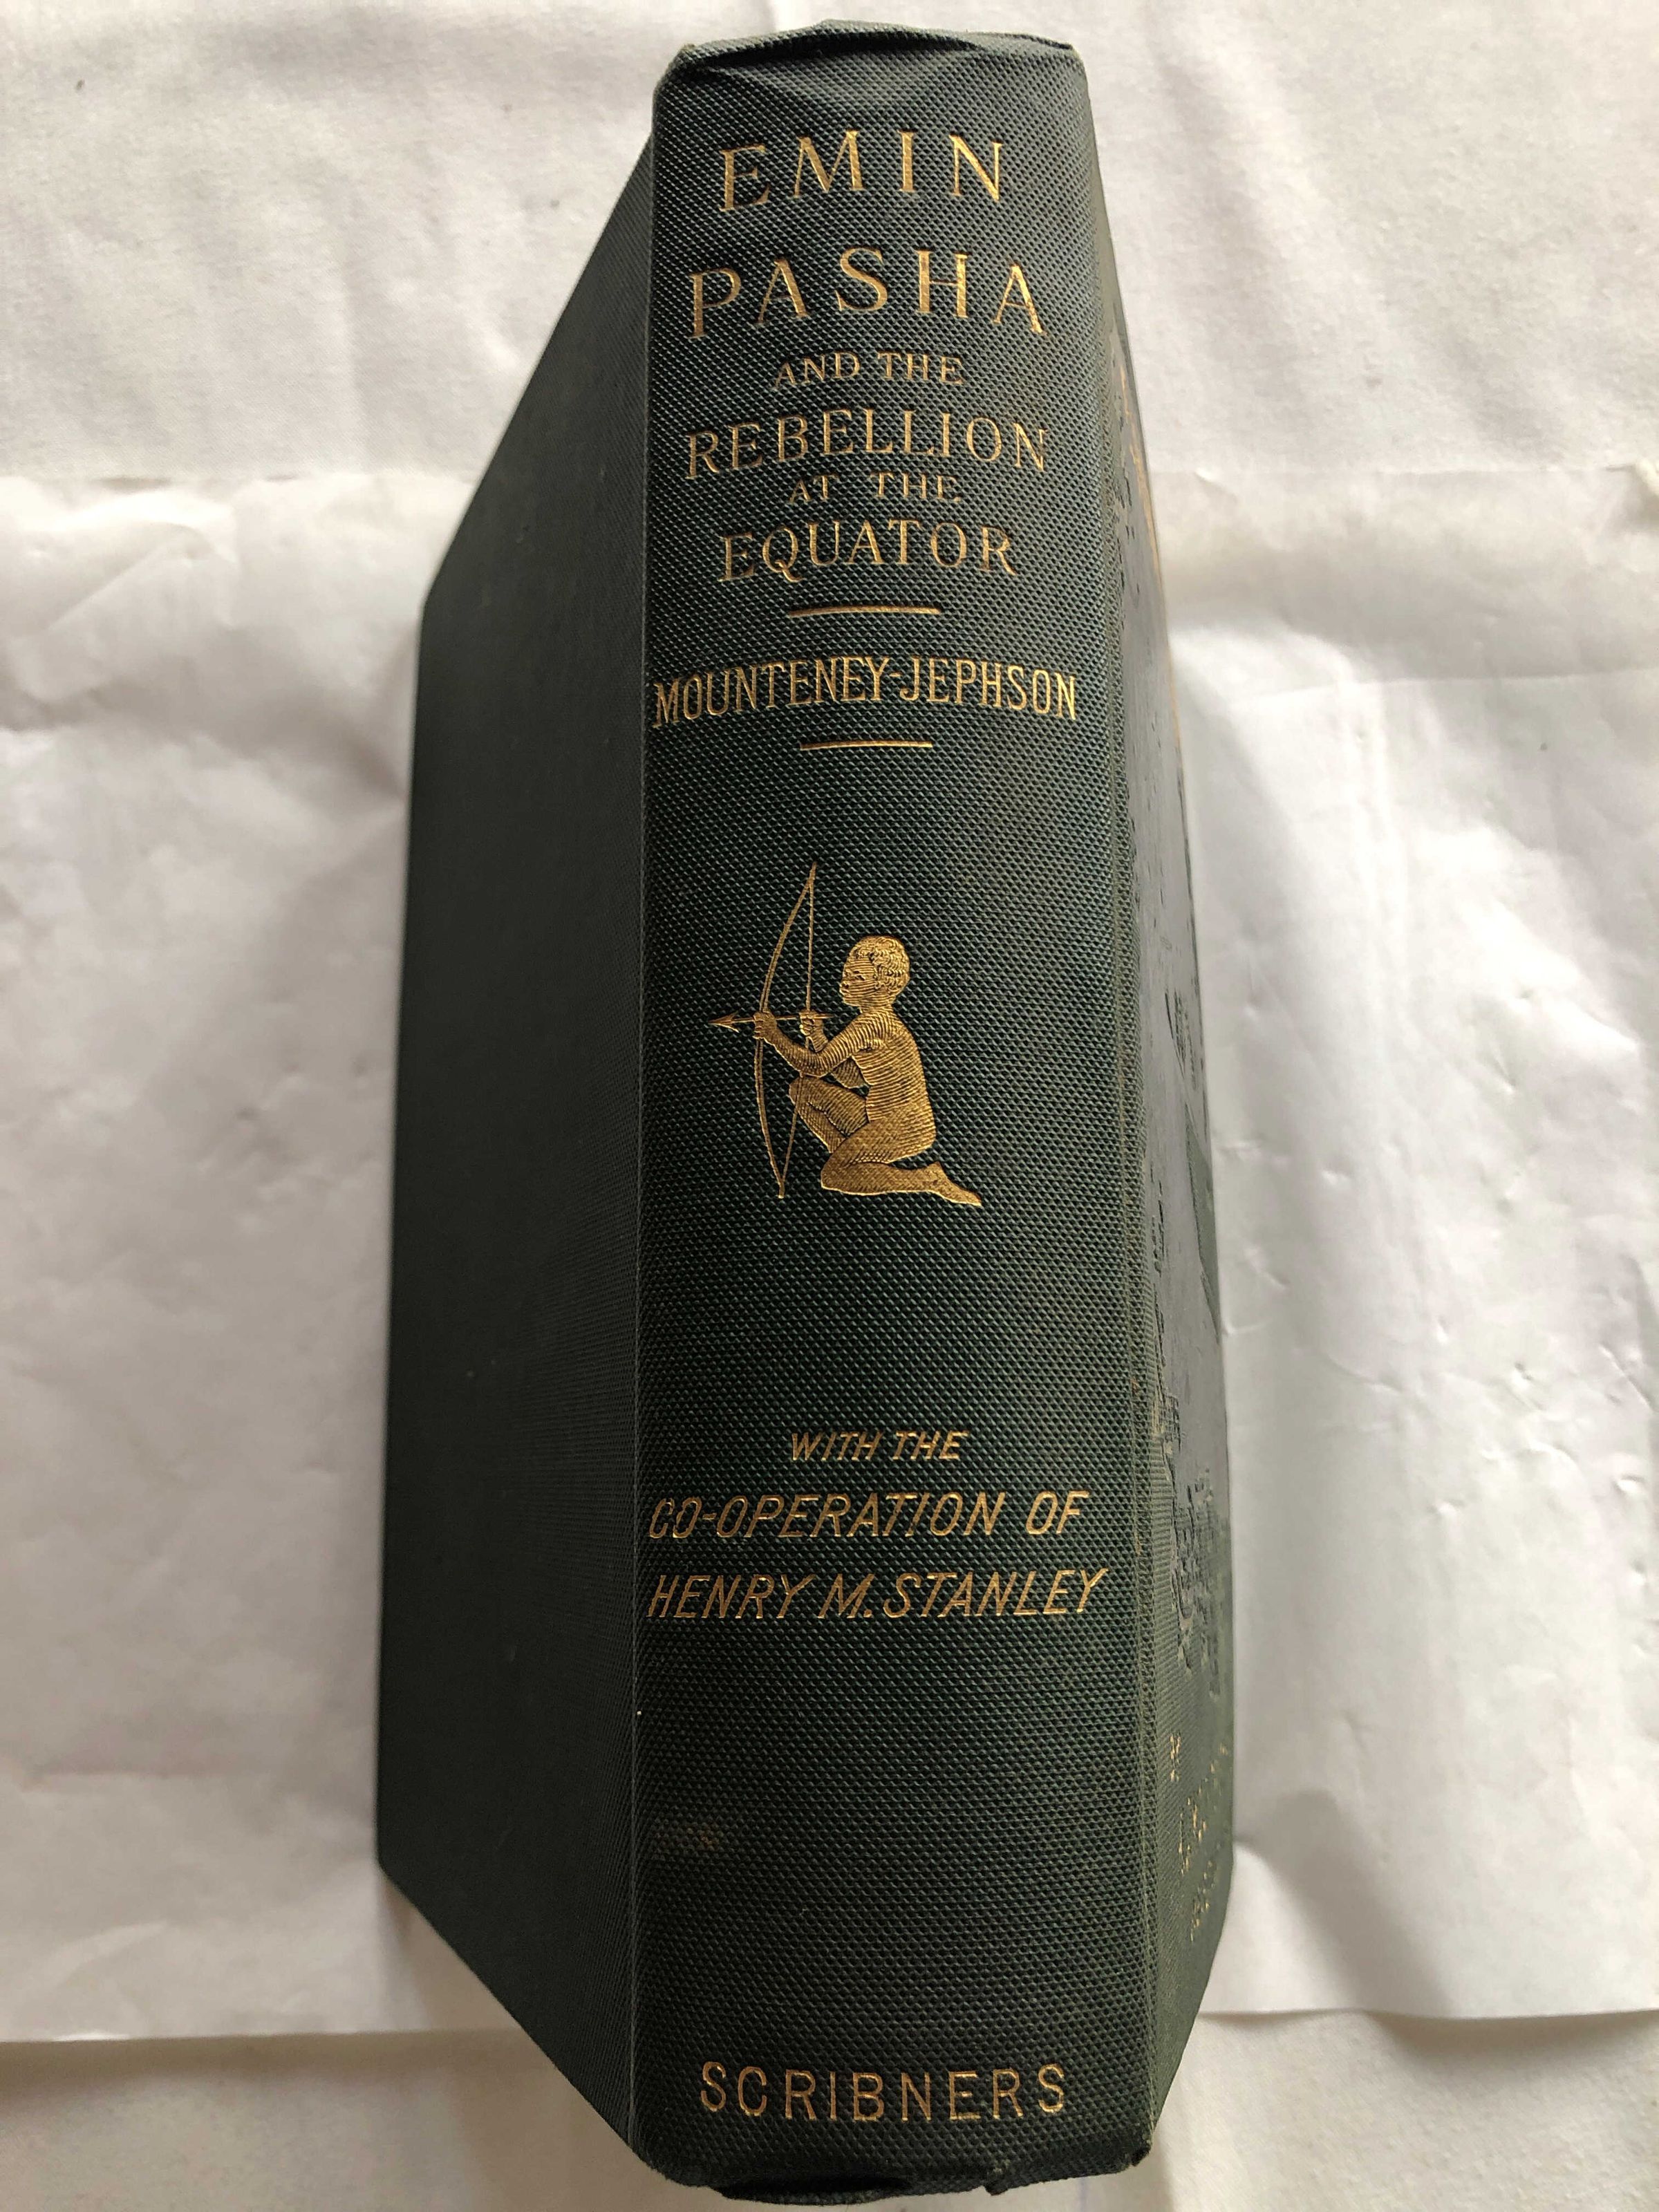 EMIN
PASHA
AND THE
REBELLION
AT THE
EQUATOR
MOUNTENEY-JEPHSON
WITH THE
CO-OPERATION OF
HENRY M. STANLEY
SCRIBNERS